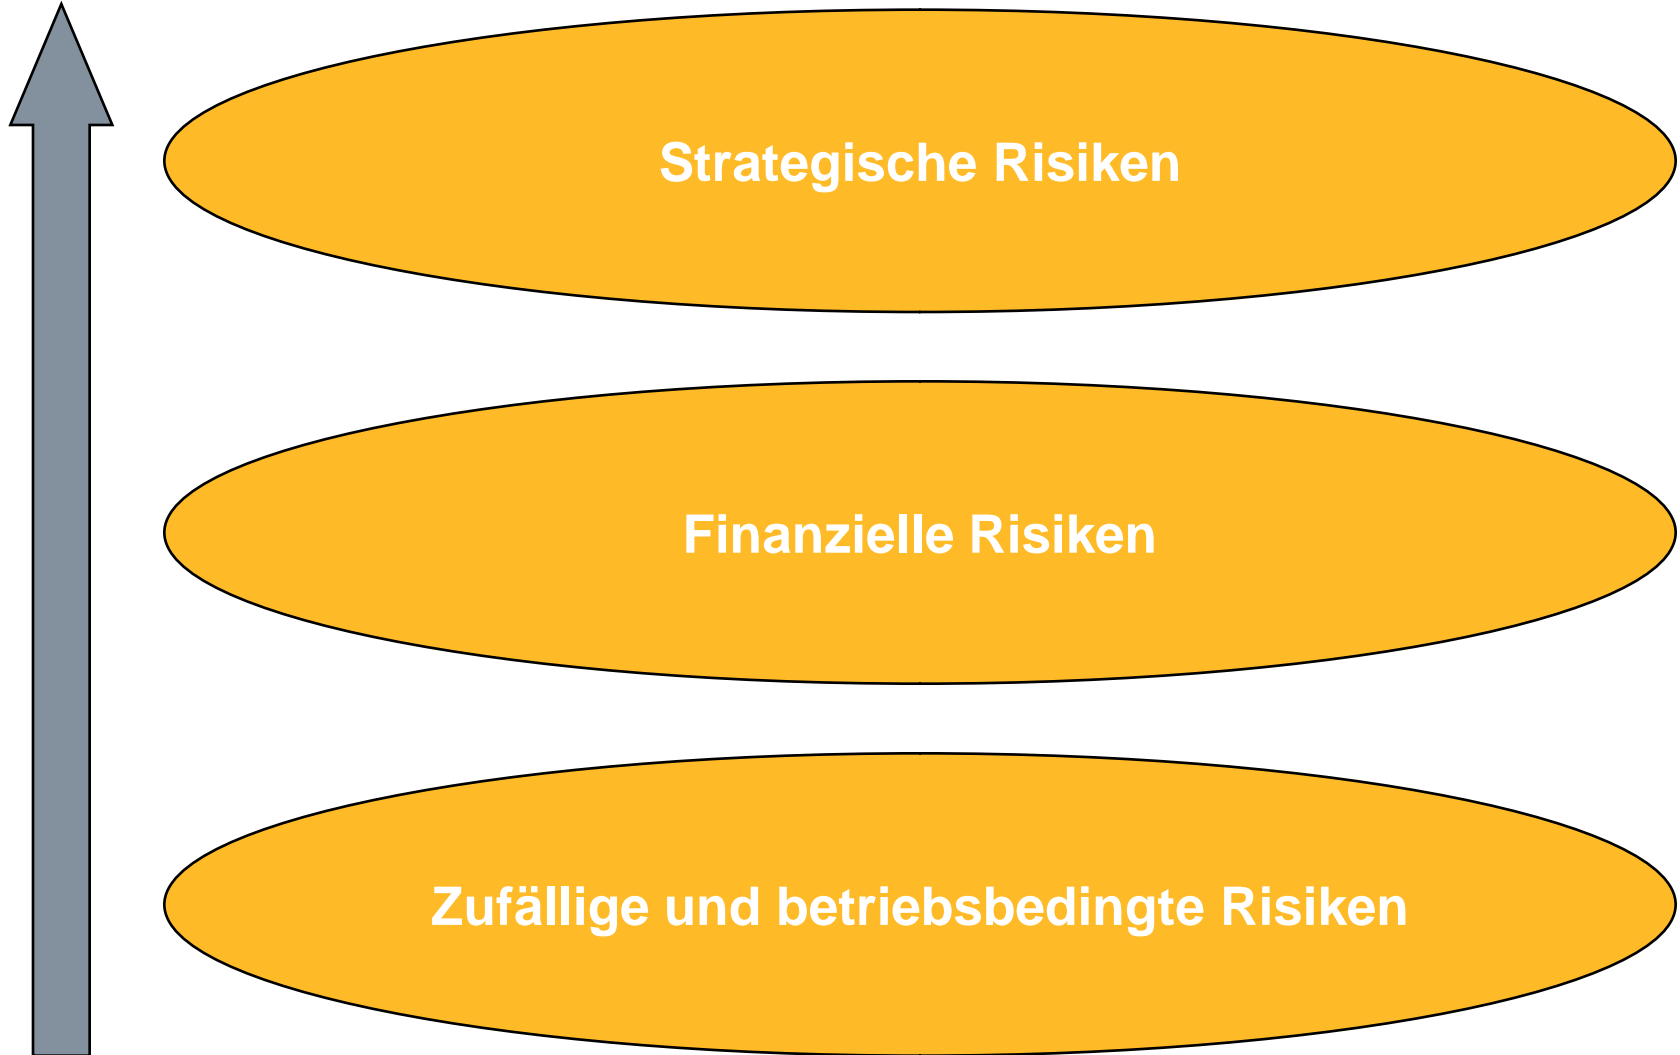 Strategische Risiken
Finanzielle Risiken
Zufällige und betriebsbedingte Risiken